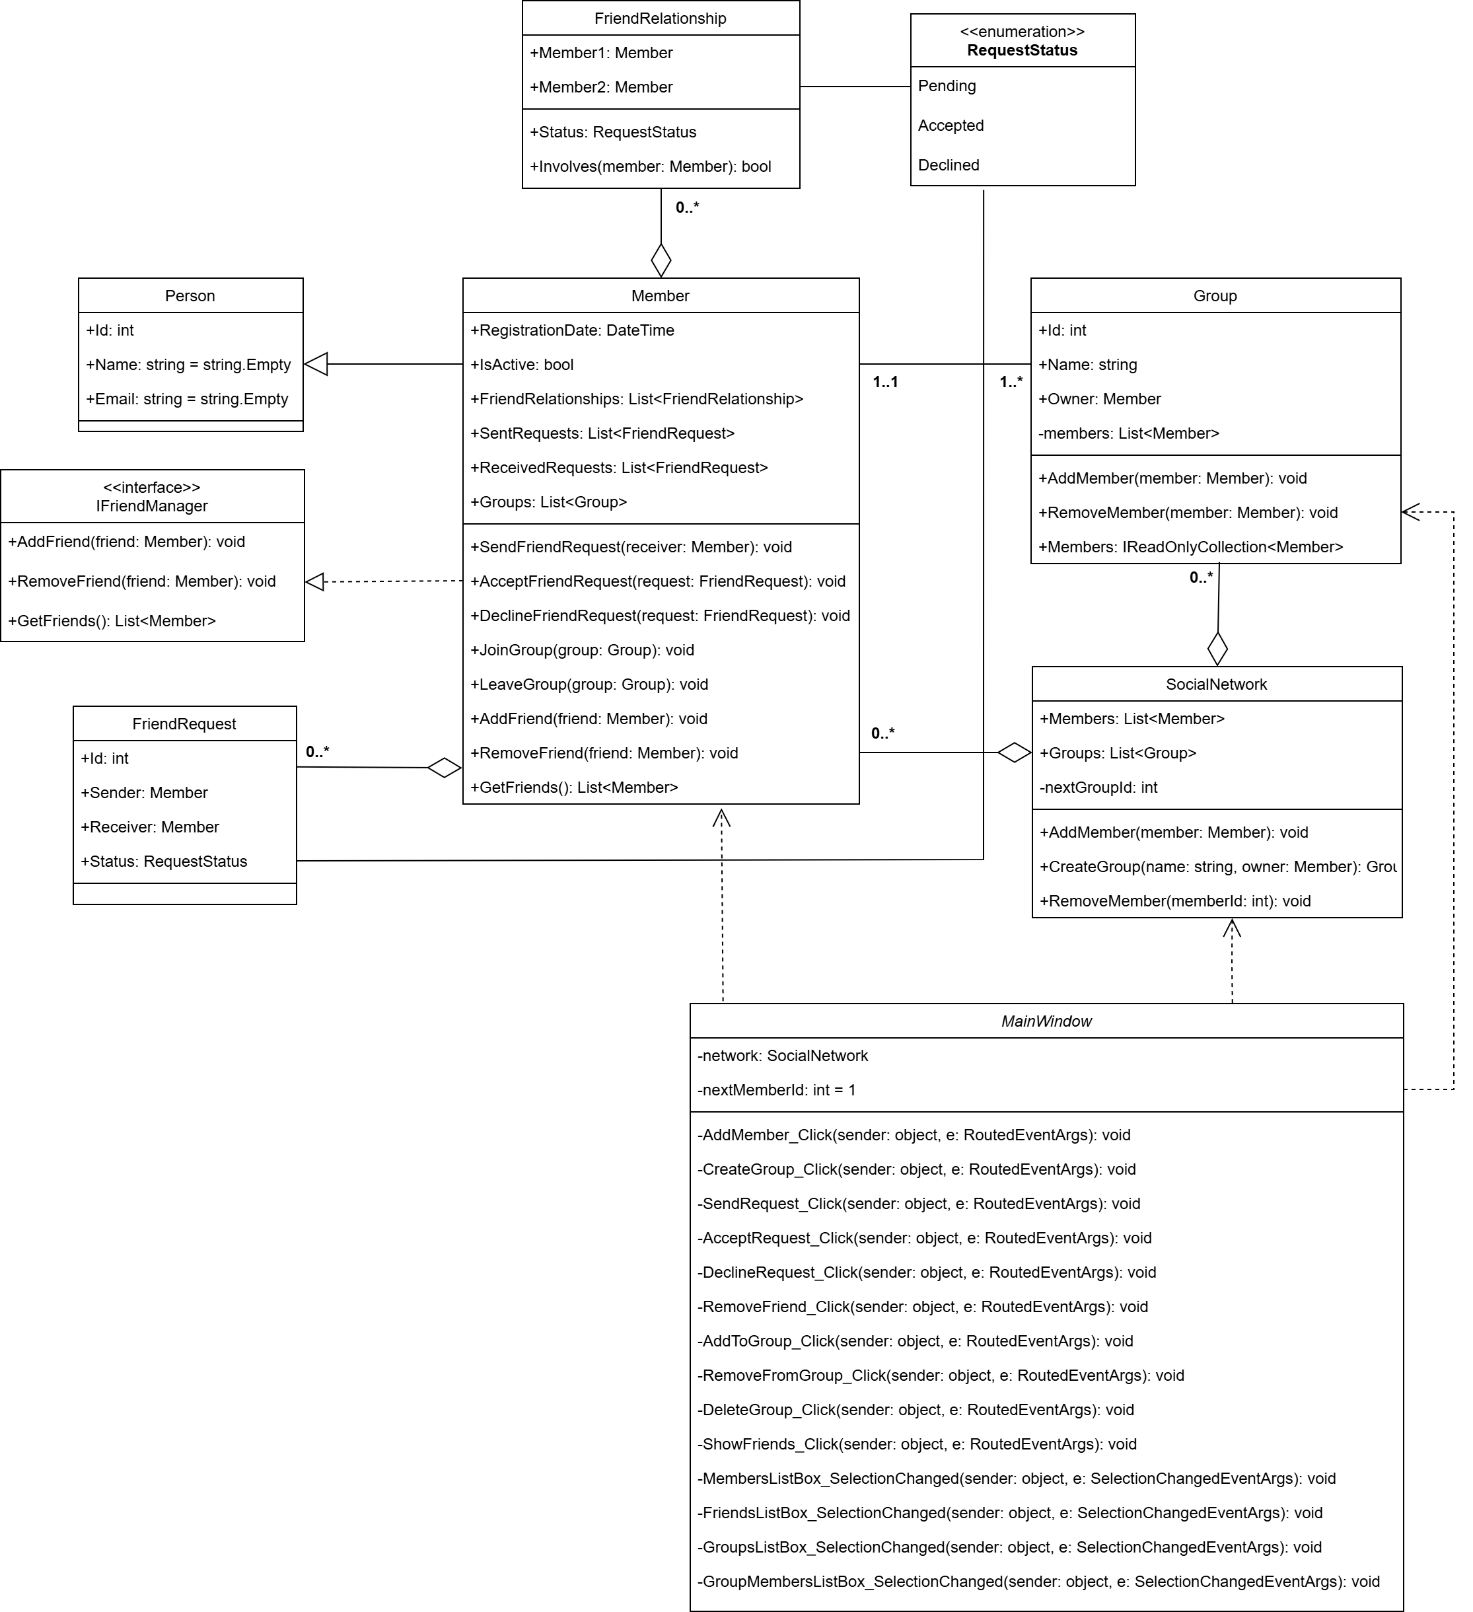 FriendRelationship
+Member1: Member
+Member2: Member
+Status: RequestStatus
+Involves(member: Member): bool
0..*
<<enumeration>>
RequestStatus
Pending
Accepted
Declined
Person
+Id: int
+Name: string = string.Empty
+Email: string = string.Empty
<<interface>>
IFriendManager
+AddFriend(friend: Member): void
+RemoveFriend(friend: Member): void
+GetFriends(): List<Member>
Member
+RegistrationDate: DateTime
+IsActive: bool
+FriendRelationships: List<FriendRelationship>
+SentRequests: List<FriendRequest>
+ReceivedRequests: List<FriendRequest>
+Groups: List<Group>
+SendFriendRequest(receiver: Member): void
+AcceptFriendRequest(request: FriendRequest): void
+DeclineFriendRequest(request: FriendRequest): void
+JoinGroup(group: Group): void
+LeaveGroup(group: Group): void
+AddFriend(friend: Member): void
+RemoveFriend(friend: Member): void
+GetFriends(): List<Member>
1..1
1..*
Group
+Id: int
+Name: string
+Owner: Member
-members: List<Member>
+AddMember(member: Member): void
+RemoveMember(member: Member): void
+Members: IReadOnlyCollection<Member>
0..*
FriendRequest
+Id: int
+Sender: Member
+Receiver: Member
+Status: RequestStatus
0..*
0..*
SocialNetwork
+Members: List<Member>
+Groups: List<Group>
-nextGroupId: int
+AddMember(member: Member): void
+CreateGroup(name: string, owner: Member): Grou
+RemoveMember(memberId: int): void
MainWindow
-network: SocialNetwork
-nextMemberId: int = 1
-AddMember_Click(sender: object, e: RoutedEventArgs): void
-CreateGroup_Click(sender: object, e: RoutedEventArgs): void
-SendRequest_Click(sender: object, e: RoutedEventArgs): void
-AcceptRequest_Click(sender: object, e: RoutedEventArgs): void
-DeclineRequest_Click(sender: object, e: RoutedEventArgs): void
-RemoveFriend_Click(sender: object, e: RoutedEventArgs): void
-AddToGroup_Click(sender: object, e: RoutedEventArgs): void
-RemoveFromGroup_Click(sender: object, e: RoutedEventArgs): void
-DeleteGroup_Click(sender: object, e: RoutedEventArgs): void
-ShowFriends_Click(sender: object, e: RoutedEventArgs): void
-MembersListBox_SelectionChanged(sender: object, e: SelectionChangedEventArgs): void
-FriendsListBox_SelectionChanged(sender: object, e: SelectionChangedEventArgs): void
-GroupsListBox_SelectionChanged(sender: object, e: SelectionChangedEventArgs): void
-GroupMembersListBox_SelectionChanged(sender: object, e: SelectionChangedEventArgs): void